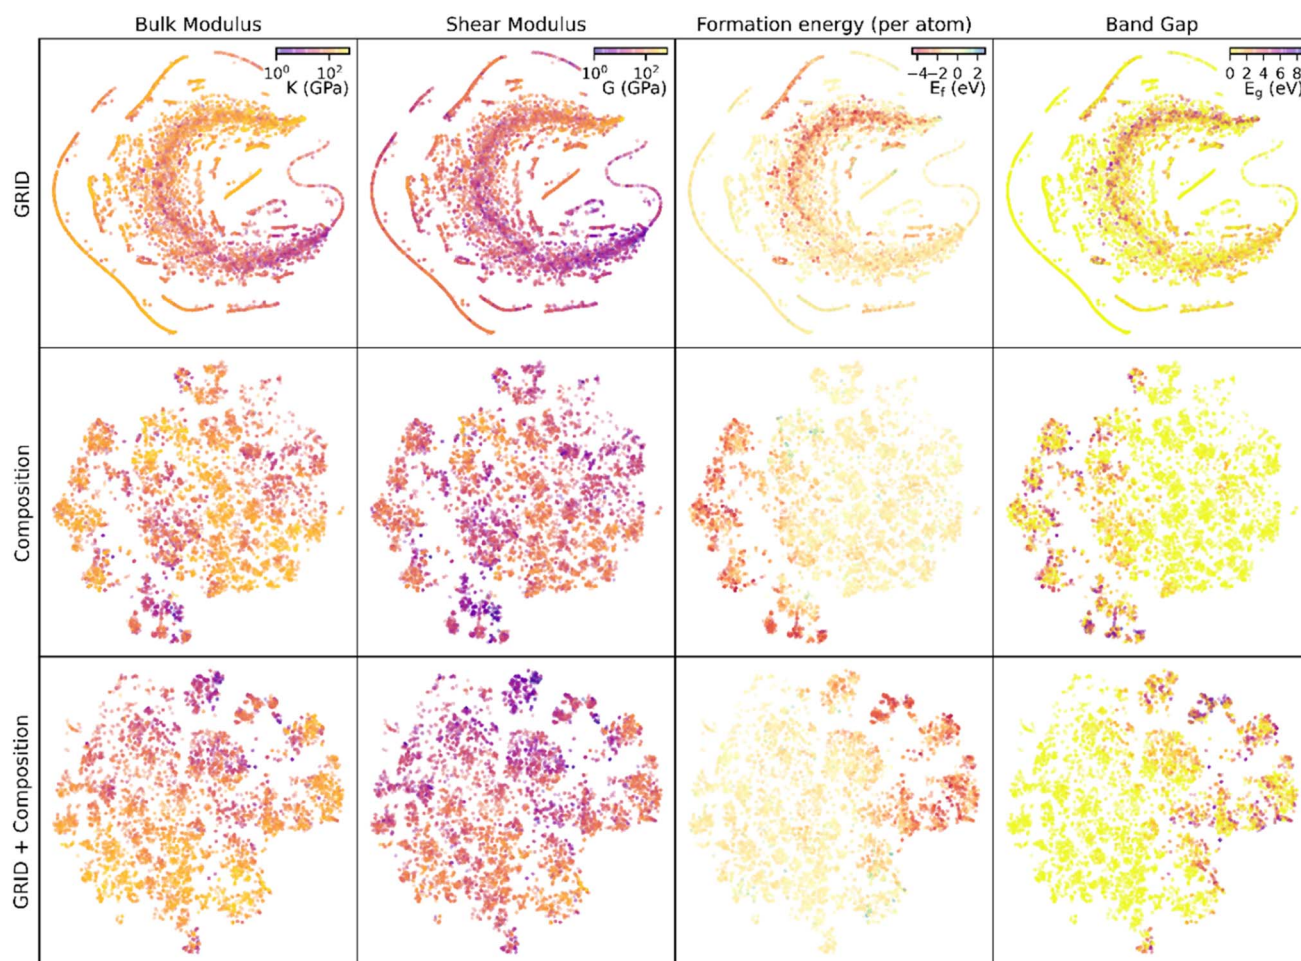 Bulk Modulus
Shear Modulus
Formation energy (per atom)
Band Gap
GRID
10⁰ 10²
K (GPa)
10⁰ 10²
G (GPa)
−4−2 0 2
E_f (eV)
0 2 4 6 8
E_g (eV)
Composition
GRID + Composition